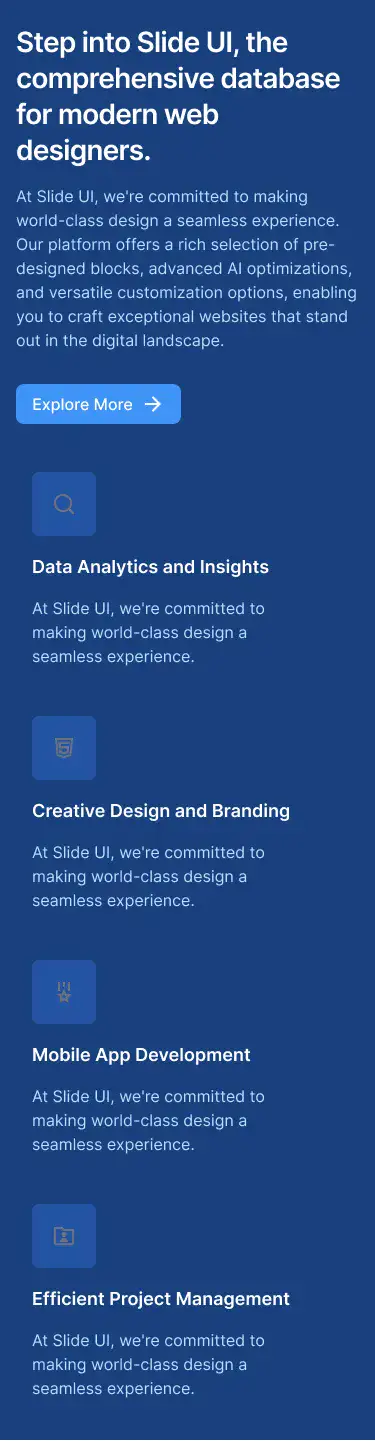 Step into Slide UI, the
comprehensive database
for modern web
designers.
At Slide UI, we're committed to making
world-class design a seamless experience.
Our platform offers a rich selection of pre-
designed blocks, advanced AI optimizations,
and versatile customization options, enabling
you to craft exceptional websites that stand
out in the digital landscape.
Explore More
Data Analytics and Insights
At Slide UI, we're committed to
making world-class design a
seamless experience.
Creative Design and Branding
At Slide UI, we're committed to
making world-class design a
seamless experience.
Mobile App Development
At Slide UI, we're committed to
making world-class design a
seamless experience.
Efficient Project Management
At Slide UI, we're committed to
making world-class design a
seamless experience.